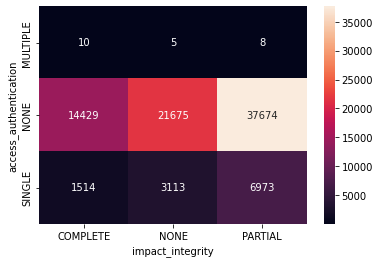 MULTIPLE
10 5 8
NONE
14429 21675 37674
SINGLE
1514 3113 6973
access_authentication
COMPLETE NONE PARTIAL
impact_integrity
35000
30000
25000
20000
15000
10000
5000